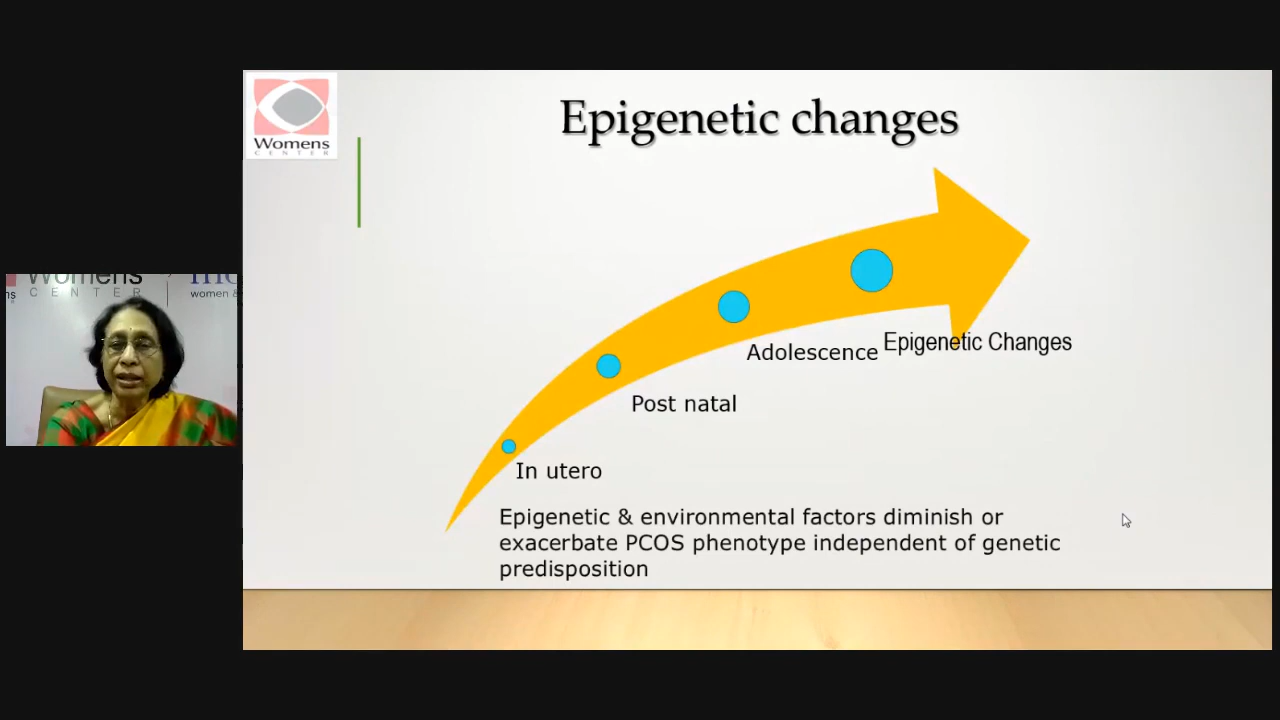 Womens
CENTER
Epigenetic changes
Epigenetic Changes
Adolescence
Post natal
In utero
Epigenetic & environmental factors diminish or
exacerbate PCOS phenotype independent of genetic
predisposition
Womens
CENTER
women &